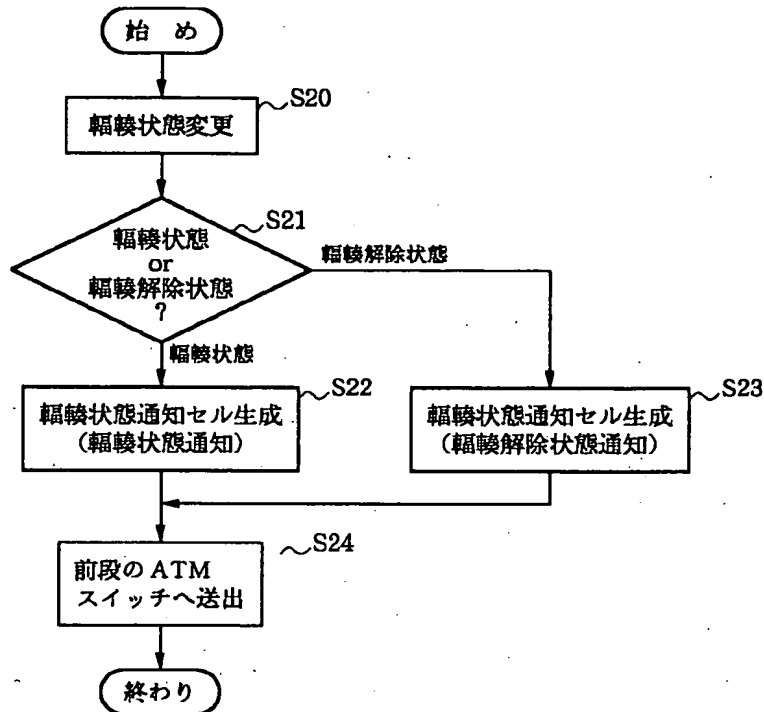 始 め
S20
輻輳状態変更
S21
輻輳状態
or
輻輳解除状態
?
輻輳解除状態
輻輳状態
S22
輻輳状態通知セル生成
(輻輳状態通知)
S23
輻輳状態通知セル生成
(輻輳解除状態通知)
S24
前段のATM
スイッチへ送出
終わり